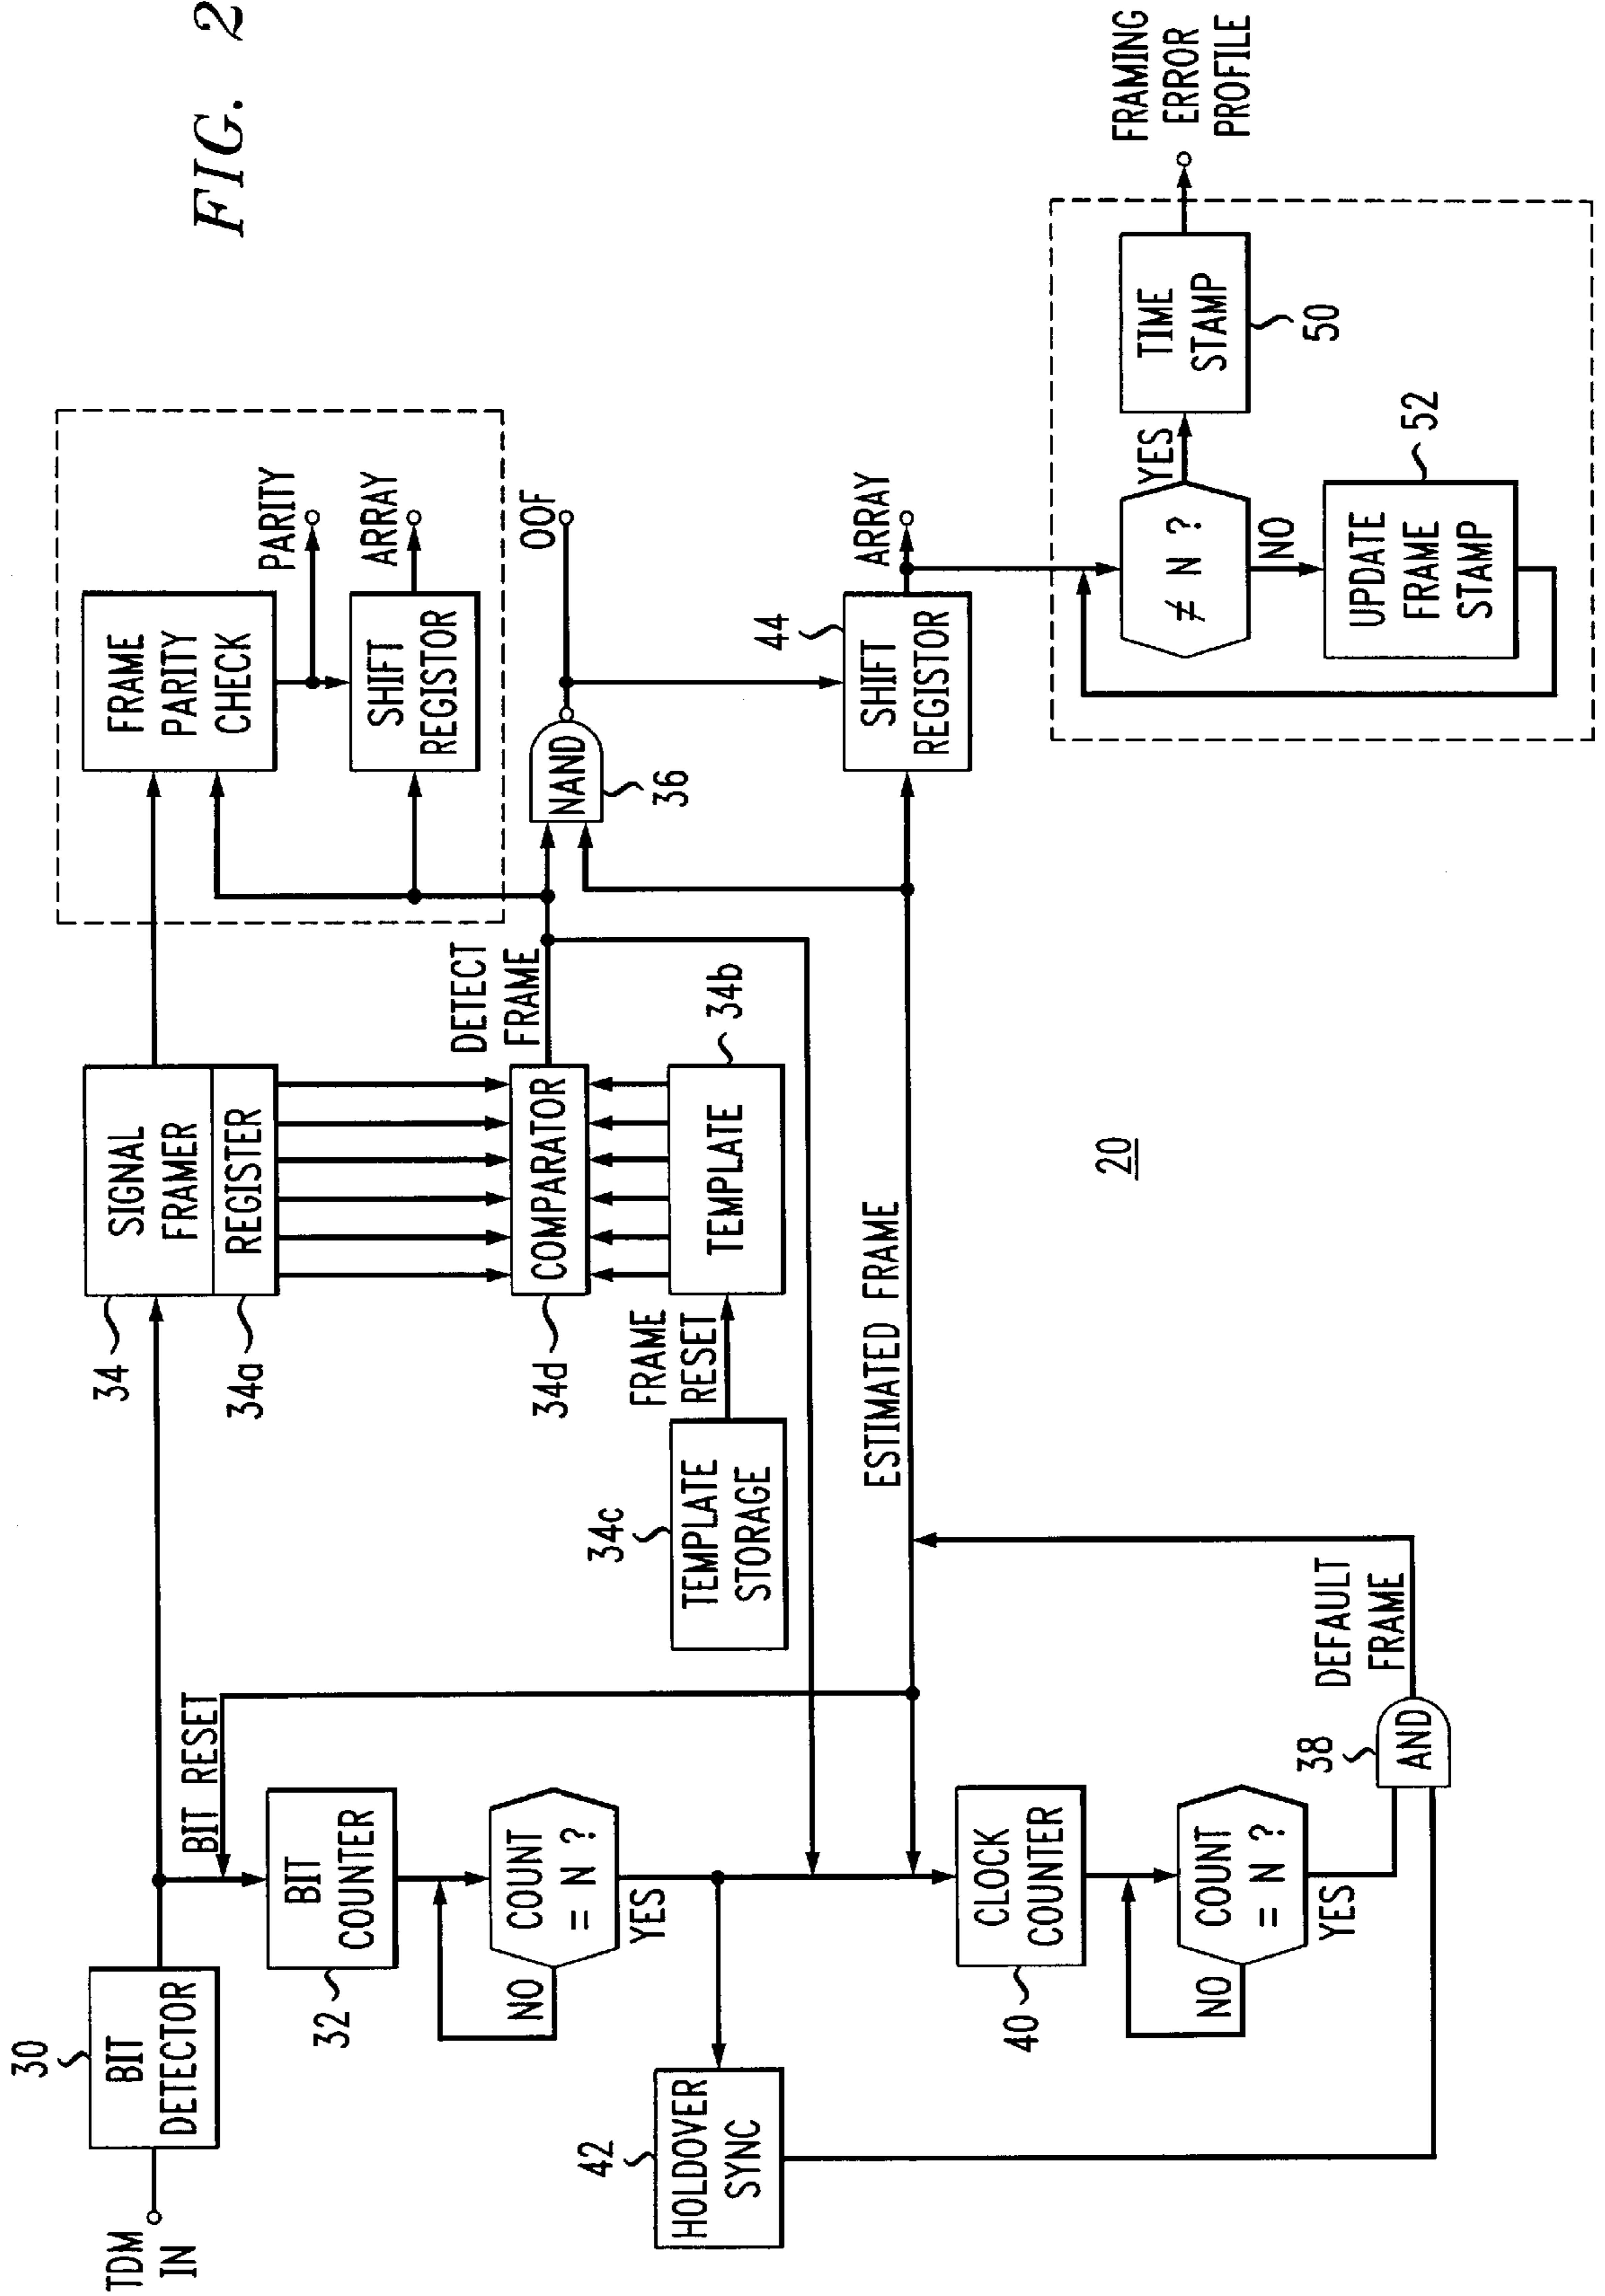 FIG. 2
TDM
IN
30
BIT
DETECTOR
BIT RESET
BIT
COUNTER
32
COUNT
= N ?
NO
YES
42
HOLDOVER
SYNC
CLOCK
COUNTER
40
COUNT
= N ?
NO
YES
38
AND
DEFAULT
FRAME
ESTIMATED FRAME
34
SIGNAL
FRAMER
REGISTER
34a
COMPARATOR
34d
TEMPLATE
34b
FRAME
RESET
TEMPLATE
STORAGE
34c
DETECT
FRAME
FRAME
PARITY
CHECK
PARITY
SHIFT
REGISTOR
ARRAY
NAND
36
OOF
44
SHIFT
REGISTOR
ARRAY
≠ N ?
YES
NO
TIME
STAMP
50
UPDATE
FRAME
STAMP
52
FRAMING
ERROR
PROFILE
20